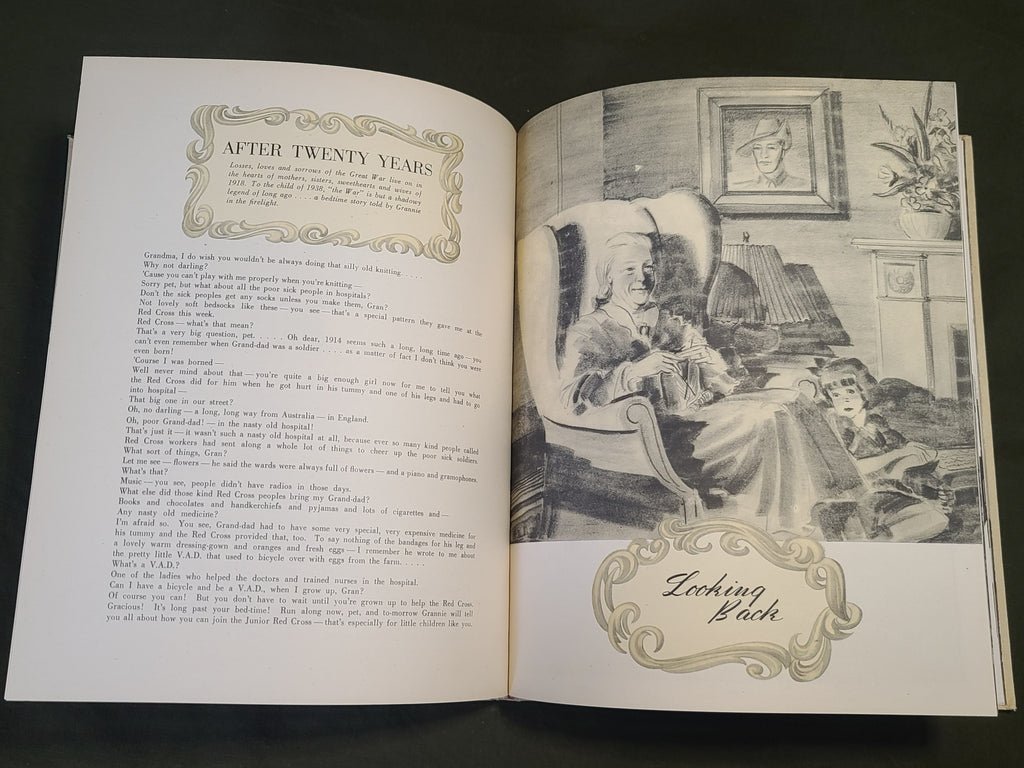 AFTER TWENTY YEARS
Losses, loves and sorrows of the Great War live on in
the hearts of mothers, sisters, sweethearts and wives of
1918. To the child of 1938, "the War" is but a shadowy
legend of long ago . . . . a bedtime story told by Grannie
in the firelight.
Grandma, I do wish you wouldn't be always doing that silly old knitting. . . .
Why not darling?
'Cause you can't play with me properly when you're knitting —
Sorry pet, but what about all the poor sick people in hospitals?
Don't the sick peoples get any socks unless you make them, Gran?
Not lovely soft bedsocks like these — you see — that's a special pattern they gave me at the
Red Cross this week.
Red Cross — what's that mean?
That's a very big question, pet. . . . . Oh dear, 1914 seems such a long, long time ago — you
can't even remember when Grand-dad was a soldier . . . . as a matter of fact I don't think you were
even born!
'Course I was borned —
Well never mind about that — you're quite a big enough girl now for me to tell you what
the Red Cross did for him when he got hurt in his tummy and one of his legs and had to go
into hospital —
That big one in our street?
Oh, no darling — a long, long way from Australia — in England.
Oh, poor Grand-dad! — in the nasty old hospital!
That's just it — it wasn't such a nasty old hospital at all, because ever so many kind people called
Red Cross workers had sent along a whole lot of things to cheer up the poor sick soldiers.
What sort of things, Gran?
Let me see — flowers — he said the wards were always full of flowers — and a piano and gramophones.
What's that?
Music — you see, people didn't have radios in those days.
What else did those kind Red Cross peoples bring my Grand-dad?
Books and chocolates and handkerchiefs and pyjamas and lots of cigarettes and —
Any nasty old medicine?
I'm afraid so. You see, Grand-dad had to have some very special, very expensive medicine for
his tummy and the Red Cross provided that, too. To say nothing of the bandages for his leg and
a lovely warm dressing-gown and oranges and fresh eggs — I remember he wrote to me about
the pretty little V.A.D. that used to bicycle over with eggs from the farm. . . . .
What's a V.A.D.?
One of the ladies who helped the doctors and trained nurses in the hospital.
Can I have a bicycle and be a V.A.D., when I grow up, Gran?
Of course you can! But you don't have to wait until you're grown up to help the Red Cross.
Gracious! It's long past your bed-time! Run along now, pet, and to-morrow Grannie will tell
you all about how you can join the Junior Red Cross — that's especially for little children like you.
Looking
Back